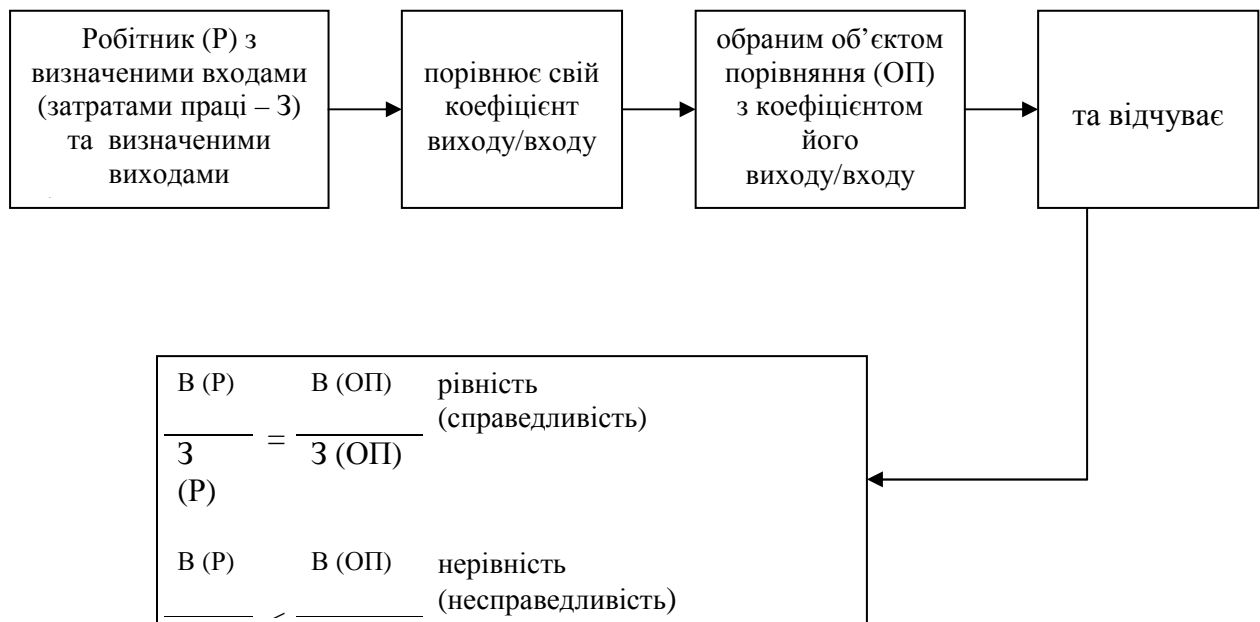 Робітник (Р) з
визначеними входами
(затратами праці – З)
та визначеними
виходами
порівнює свій
коефіцієнт
виходу/входу
обраним об’єктом
порівняння (ОП)
з коефіцієнтом
його
виходу/входу
та відчуває
В (Р) В (ОП) рівність
(справедливість)
=
З З (ОП)
(Р)
В (Р) В (ОП) нерівність
(несправедливість)